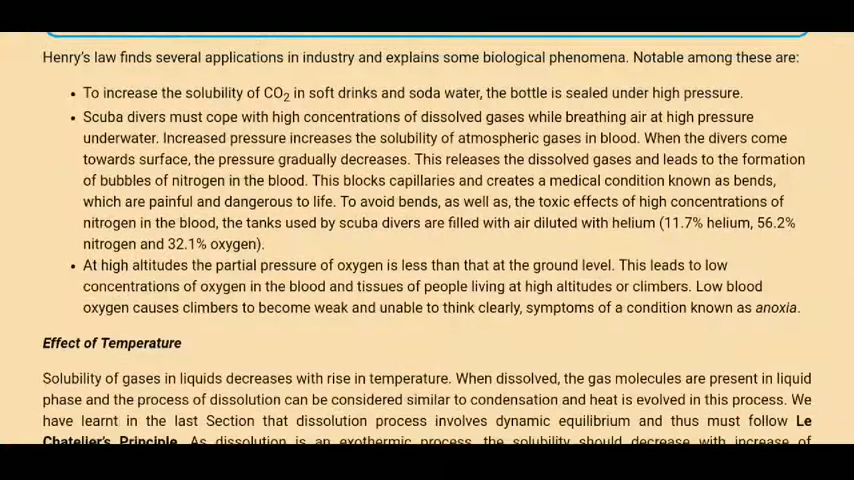 Henry's law finds several applications in industry and explains some biological phenomena. Notable among these are:
• To increase the solubility of CO2 in soft drinks and soda water, the bottle is sealed under high pressure.
• Scuba divers must cope with high concentrations of dissolved gases while breathing air at high pressure
underwater. Increased pressure increases the solubility of atmospheric gases in blood. When the divers come
towards surface, the pressure gradually decreases. This releases the dissolved gases and leads to the formation
of bubbles of nitrogen in the blood. This blocks capillaries and creates a medical condition known as bends,
which are painful and dangerous to life. To avoid bends, as well as, the toxic effects of high concentrations of
nitrogen in the blood, the tanks used by scuba divers are filled with air diluted with helium (11.7% helium, 56.2%
nitrogen and 32.1% oxygen).
• At high altitudes the partial pressure of oxygen is less than that at the ground level. This leads to low
concentrations of oxygen in the blood and tissues of people living at high altitudes or climbers. Low blood
oxygen causes climbers to become weak and unable to think clearly, symptoms of a condition known as anoxia.
Effect of Temperature
Solubility of gases in liquids decreases with rise in temperature. When dissolved, the gas molecules are present in liquid
phase and the process of dissolution can be considered similar to condensation and heat is evolved in this process. We
have learnt in the last Section that dissolution process involves dynamic equilibrium and thus must follow Le
Chatelier's Principle. As dissolution is an exothermic process, the solubility should decrease with increase of